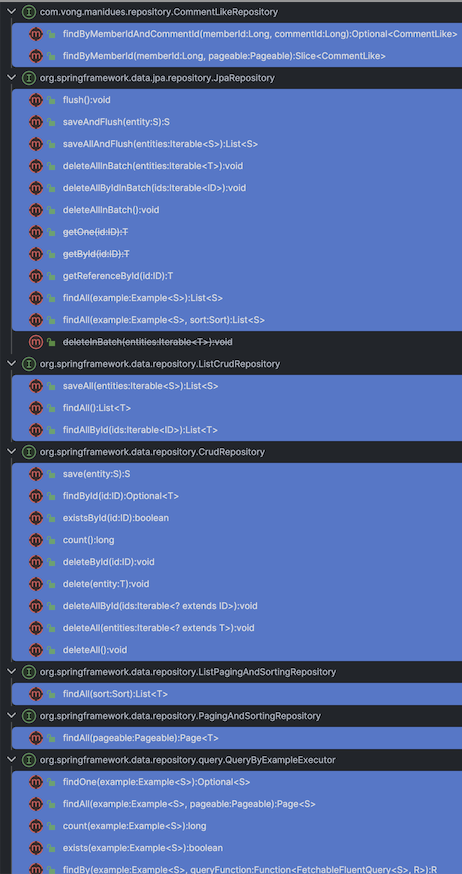 com.vong.manidues.repository.CommentLikeRepository
findByMemberIdAndCommentId(memberId:Long, commentId:Long):Optional<CommentLike>
findByMemberId(memberId:Long, pageable:Pageable):Slice<CommentLike>
org.springframework.data.jpa.repository.JpaRepository
flush():void
saveAndFlush(entity:S):S
saveAllAndFlush(entities:Iterable<S>):List<S>
deleteAllInBatch(entities:Iterable<T>):void
deleteAllByIdInBatch(ids:Iterable<ID>):void
deleteAllInBatch():void
getOne(id:ID):T
getById(id:ID):T
getReferenceById(id:ID):T
findAll(example:Example<S>):List<S>
findAll(example:Example<S>, sort:Sort):List<S>
deleteInBatch(entities:Iterable<T>):void
org.springframework.data.repository.ListCrudRepository
saveAll(entities:Iterable<S>):List<S>
findAll():List<T>
findAllById(ids:Iterable<ID>):List<T>
org.springframework.data.repository.CrudRepository
save(entity:S):S
findById(id:ID):Optional<T>
existsById(id:ID):boolean
count():long
deleteById(id:ID):void
delete(entity:T):void
deleteAllById(ids:Iterable<? extends ID>):void
deleteAll(entities:Iterable<? extends T>):void
deleteAll():void
org.springframework.data.repository.ListPagingAndSortingRepository
findAll(sort:Sort):List<T>
org.springframework.data.repository.PagingAndSortingRepository
findAll(pageable:Pageable):Page<T>
org.springframework.data.repository.query.QueryByExampleExecutor
findOne(example:Example<S>):Optional<S>
findAll(example:Example<S>, pageable:Pageable):Page<S>
count(example:Example<S>):long
exists(example:Example<S>):boolean
findBy(example:Example<S>, queryFunction:Function<FetchableFluentQuery<S>, R>):R